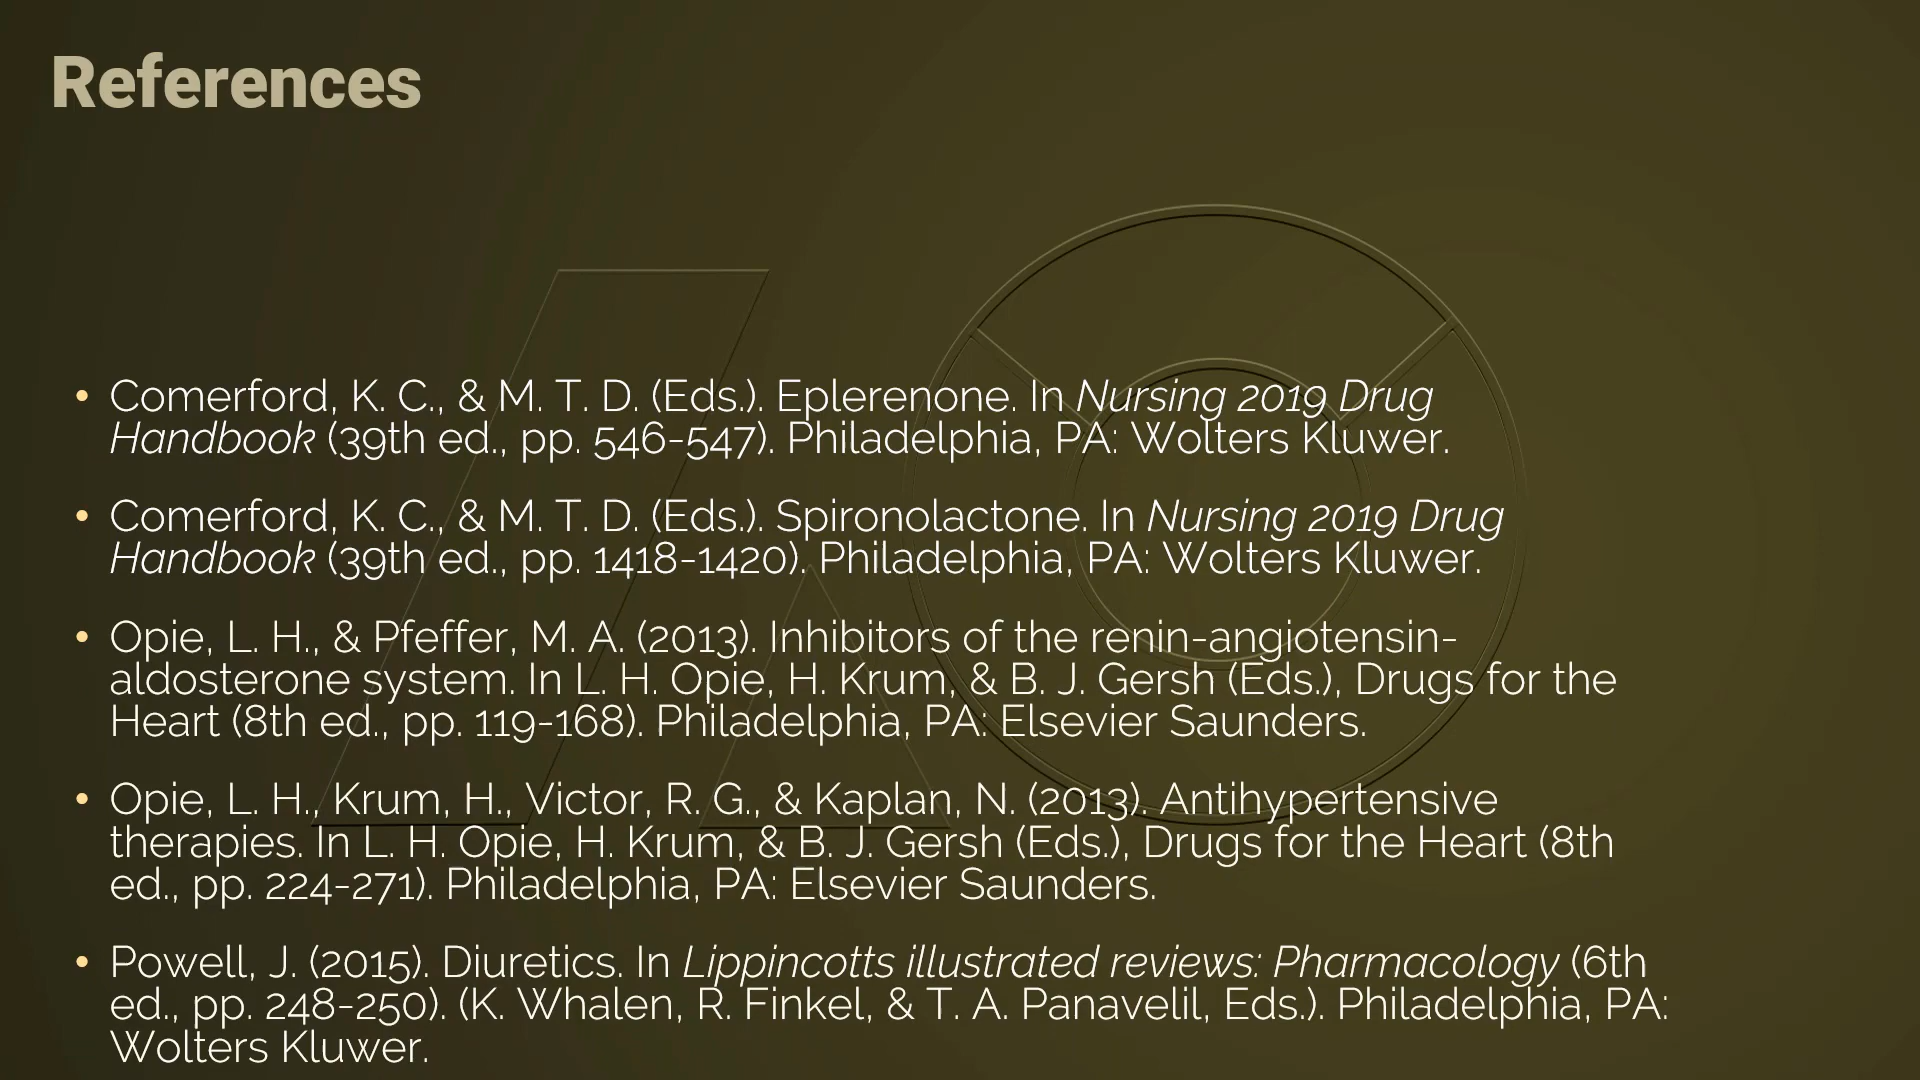 References
• Comerford, K. C., & M. T. D. (Eds.). Eplerenone. In Nursing 2019 Drug
Handbook (39th ed., pp. 546-547). Philadelphia, PA: Wolters Kluwer.
• Comerford, K. C., & M. T. D. (Eds.). Spironolactone. In Nursing 2019 Drug
Handbook (39th ed., pp. 1418-1420). Philadelphia, PA: Wolters Kluwer.
• Opie, L. H., & Pfeffer, M. A. (2013). Inhibitors of the renin-angiotensin-
aldosterone system. In L. H. Opie, H. Krum, & B. J. Gersh (Eds.), Drugs for the
Heart (8th ed., pp. 119-168). Philadelphia, PA: Elsevier Saunders.
• Opie, L. H., Krum, H., Victor, R. G., & Kaplan, N. (2013). Antihypertensive
therapies. In L. H. Opie, H. Krum, & B. J. Gersh (Eds.), Drugs for the Heart (8th
ed., pp. 224-271). Philadelphia, PA: Elsevier Saunders.
• Powell, J. (2015). Diuretics. In Lippincotts illustrated reviews: Pharmacology (6th
ed., pp. 248-250). (K. Whalen, R. Finkel, & T. A. Panavelil, Eds.). Philadelphia, PA:
Wolters Kluwer.